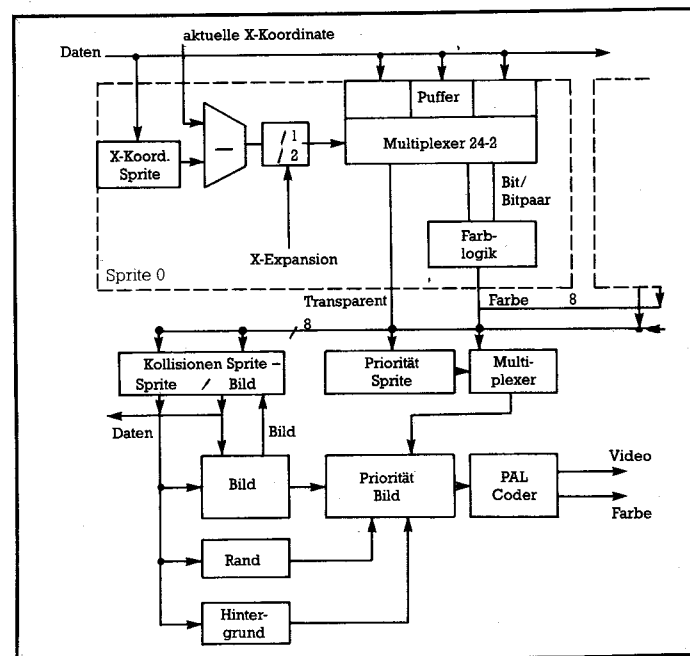 aktuelle X-Koordinate
Daten
Puffer
Multiplexer 24-2
X-Koord.
Sprite
—
/ 1
/ 2
Bit/
Bitpaar
Farb-
logik
X-Expansion
Sprite 0
Transparent
Farbe 8
/8
Kollisionen Sprite –
Sprite / Bild
Priorität
Sprite
Multi-
plexer
Daten
Bild
Bild
Priorität
Bild
PAL
Coder
Video
Farbe
Rand
Hinter-
grund